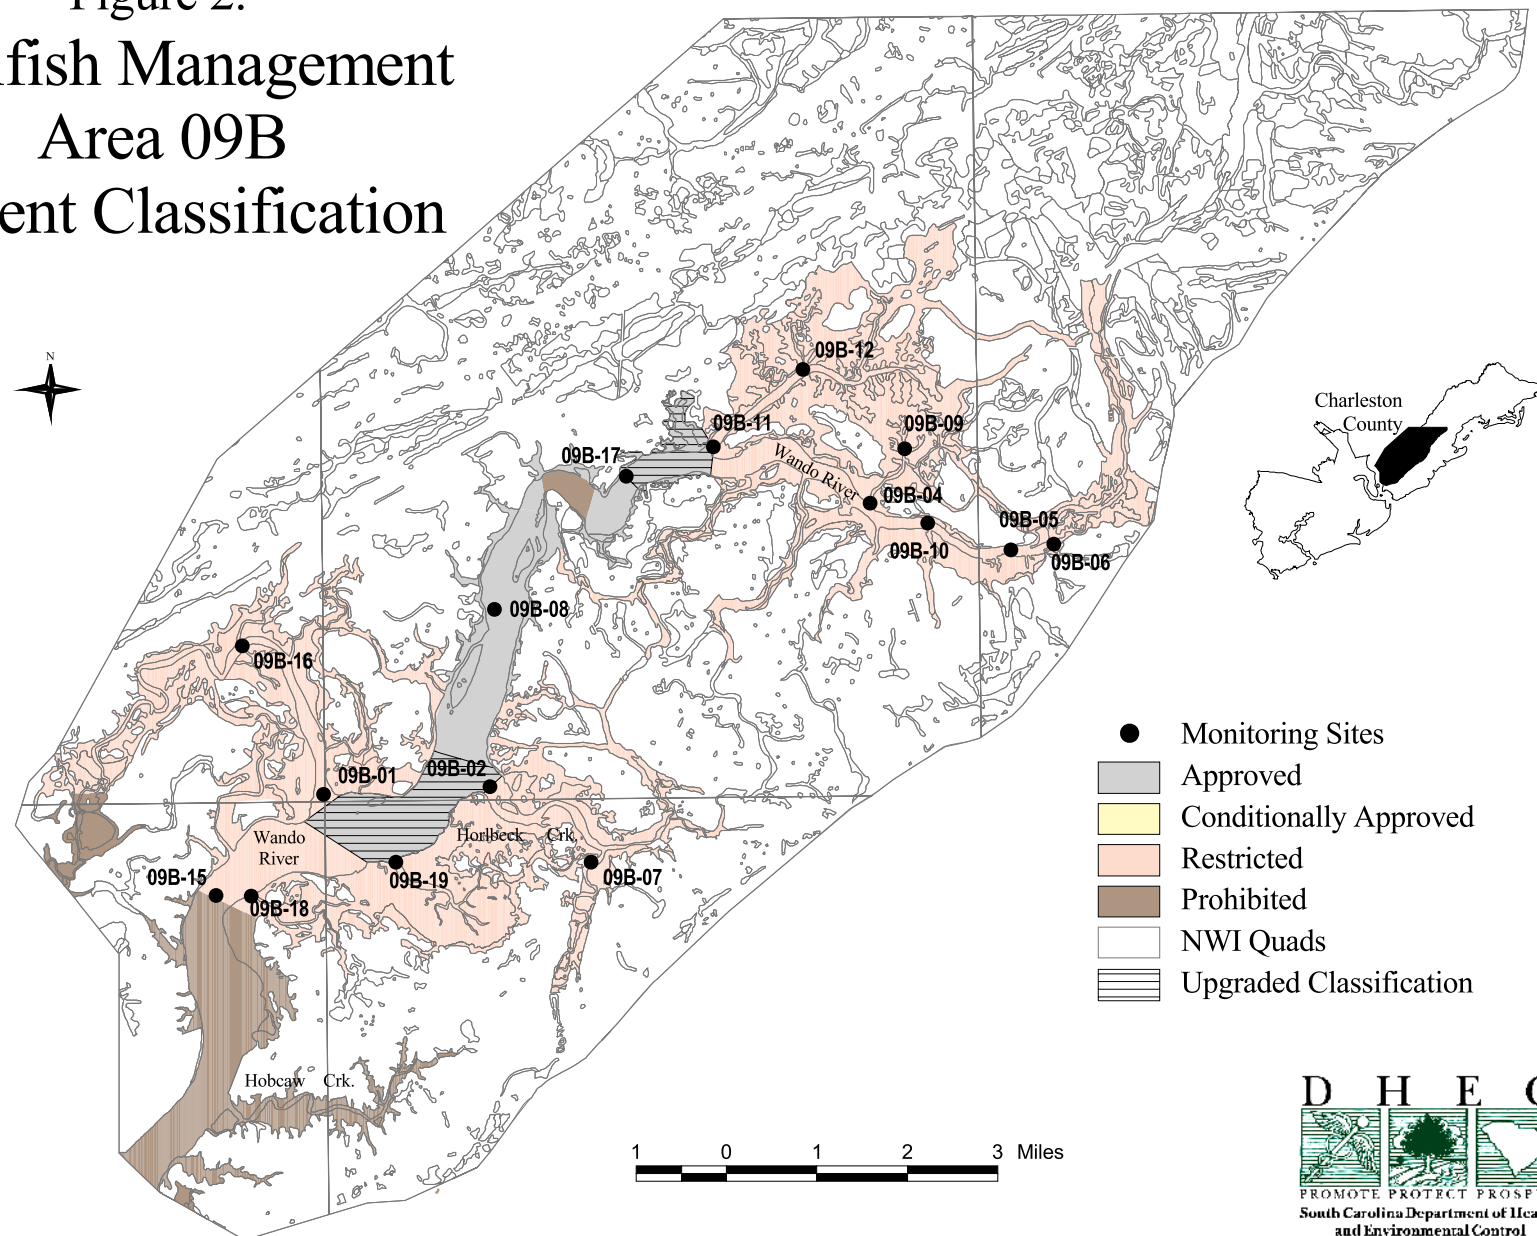 Figure 2.
lfish Management
Area 09B
ent Classification
N
09B-12
09B-11
09B-09
09B-17
Wando River
09B-04
09B-05
09B-10
09B-06
09B-08
09B-16
09B-01
09B-02
Wando
River
Horlbeck Crk.
09B-15
09B-18
09B-19
09B-07
Hobcaw Crk.
Charleston
County
Monitoring Sites
Approved
Conditionally Approved
Restricted
Prohibited
NWI Quads
Upgraded Classification
1 0 1 2 3 Miles
D H E C
PROMOTE PROTECT PROSP
South Carolina Department of Hea
and Environmental Control